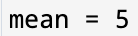 mean = 5